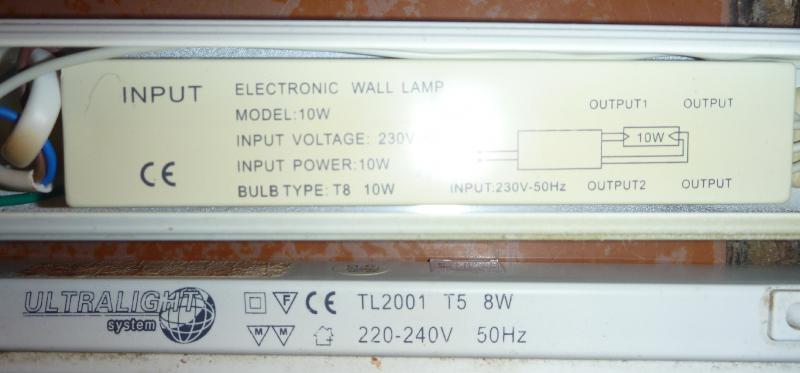 INPUT
ELECTRONIC WALL LAMP
MODEL:10W
INPUT VOLTAGE: 230V
INPUT POWER:10W
BULB TYPE: T8 10W
CE
OUTPUT1 OUTPUT
10W
INPUT:230V-50Hz OUTPUT2 OUTPUT
ULTRALIGHT
system
F CE TL2001 T5 8W
M M 220-240V 50Hz